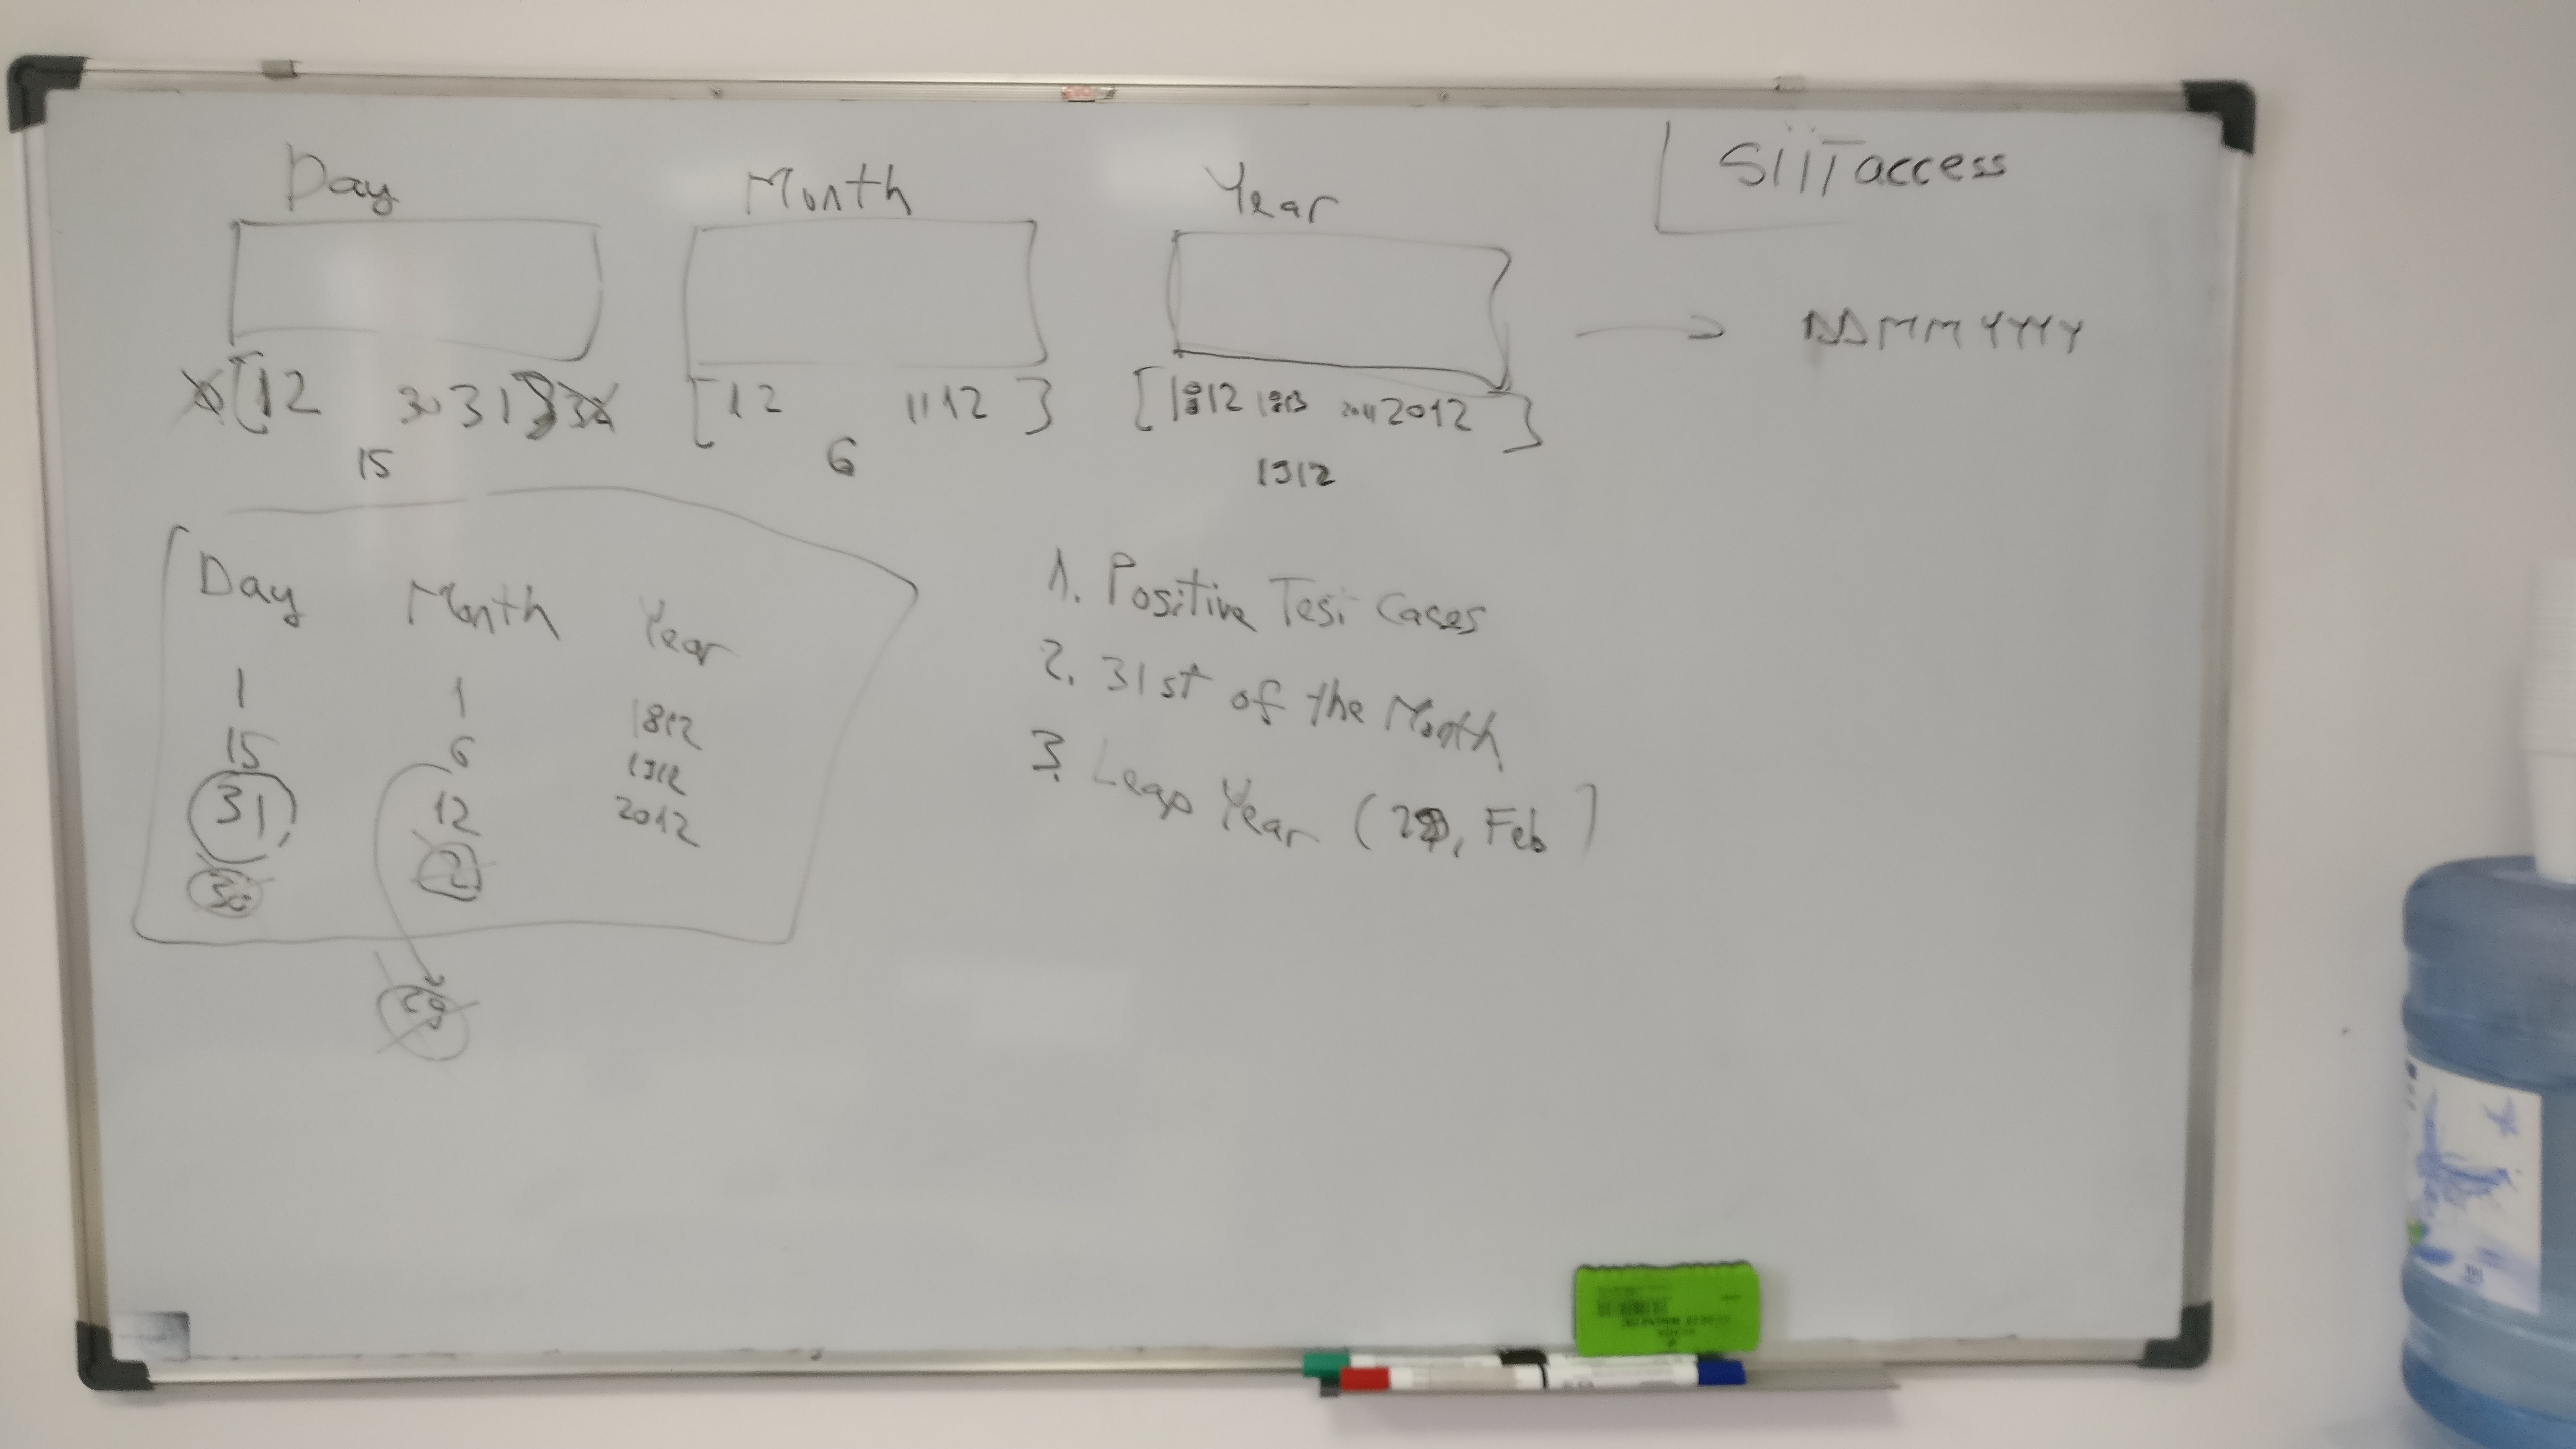 Day Month Year
SiiTaccess
DDMMYYYY
0 [1 2 30 31] 32
[1 2 11 12]
[1812 1813 2011 2012]
15 6 1912
Day Month Year
1 1 1812
15 6 1912
31 12 2012
30 2
29
1. Positive Test Cases
2. 31st of the Month
3. Leap Year (29, Feb)